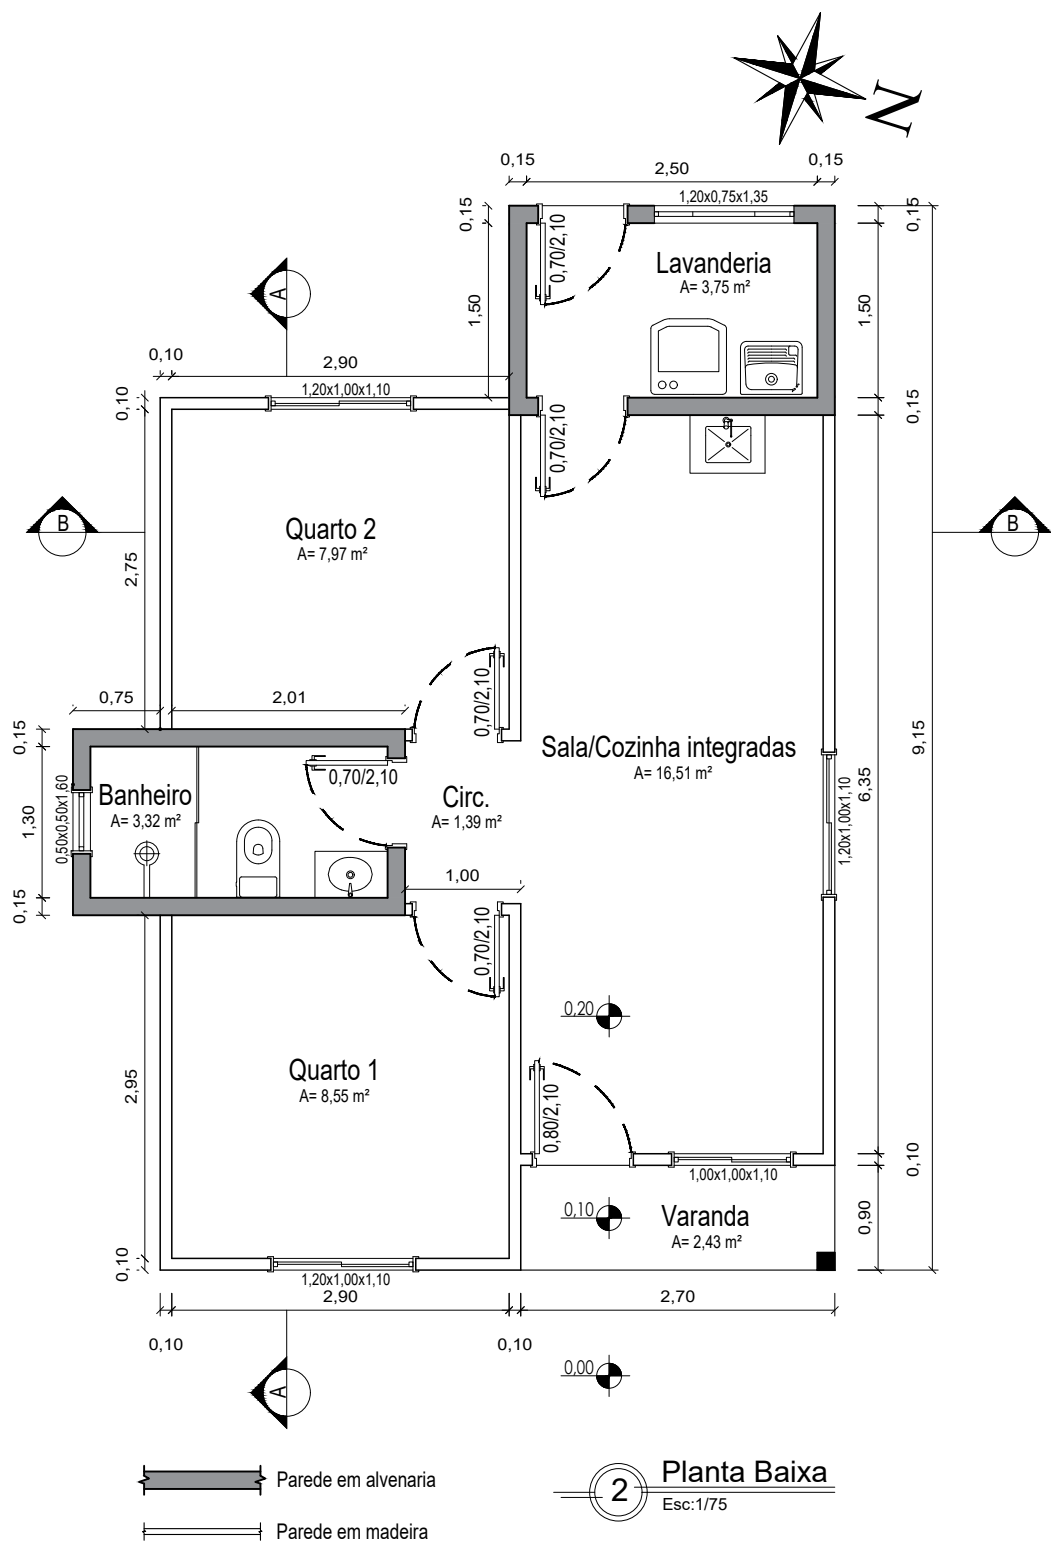 N
0,15
2,50
0,15
1,20x0,75x1,35
0,15
0,15
0,70/2,10
Lavanderia
A= 3,75 m²
A
1,50
1,50
0,10
2,90
1,20x1,00x1,10
0,10
0,15
0,70/2,10
B
Quarto 2
A= 7,97 m²
B
2,75
0,75
2,01
0,70/2,10
0,15
Sala/Cozinha integradas
A= 16,51 m²
9,15
6,35
0,70/2,10
Banheiro
A= 3,32 m²
Circ.
A= 1,39 m²
1,30
0,50x0,50x1,60
1,20x1,00x1,10
1,00
0,15
0,70/2,10
0,20
Quarto 1
A= 8,55 m²
2,95
0,80/2,10
0,10
1,00x1,00x1,10
0,10
Varanda
A= 2,43 m²
0,90
0,10
1,20x1,00x1,10
2,90
2,70
0,10
0,10
0,00
A
Parede em alvenaria
Parede em madeira
2
Planta Baixa
Esc:1/75